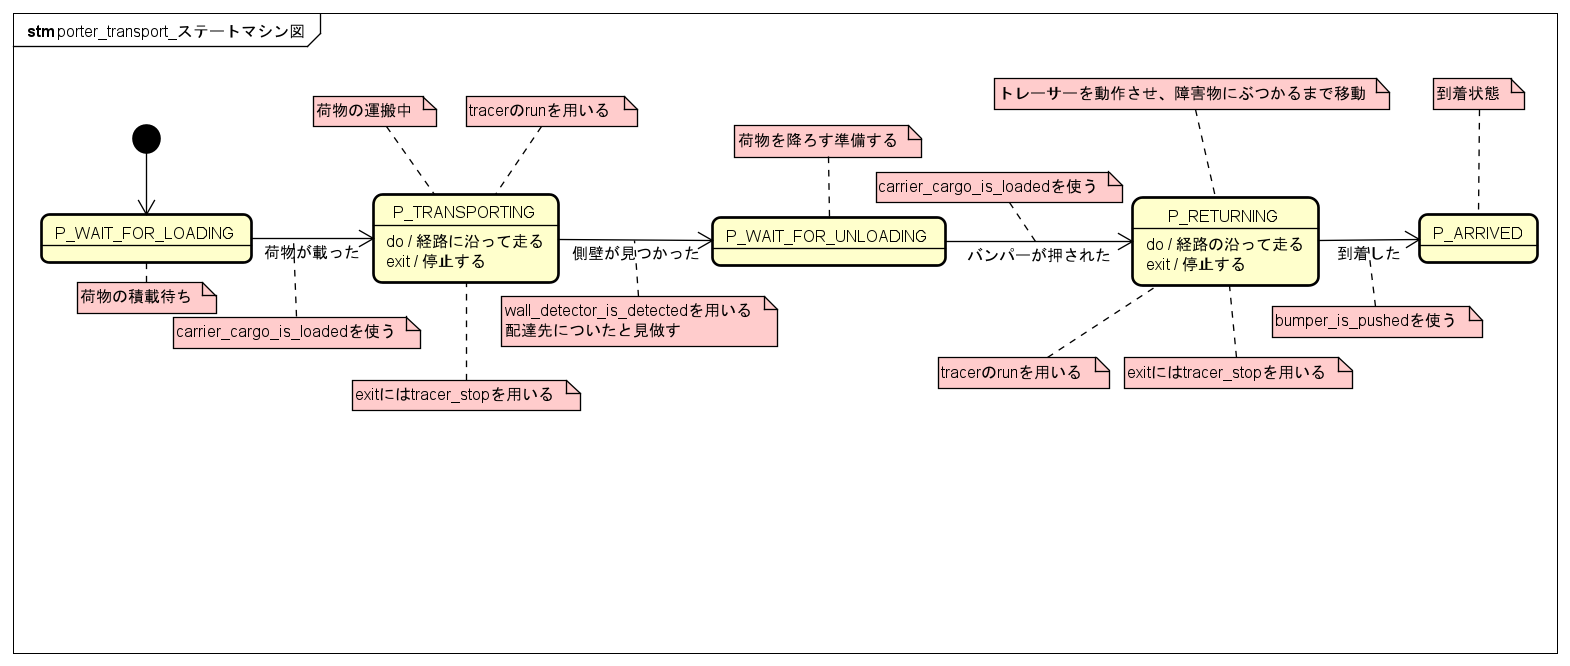 stm porter_transport_ステートマシン図
荷物の運搬中
tracerのrunを用いる
荷物を降ろす準備する
carrier_cargo_is_loadedを使う
トレーサーを動作させ、障害物にぶつかるまで移動
到着状態
P_WAIT_FOR_LOADING
荷物が載った
P_TRANSPORTING
do / 経路に沿って走る
exit / 停止する
側壁が見つかった
P_WAIT_FOR_UNLOADING
バンパーが押された
P_RETURNING
do / 経路の沿って走る
exit / 停止する
到着した
P_ARRIVED
荷物の積載待ち
carrier_cargo_is_loadedを使う
wall_detector_is_detectedを用いる
配達先についたと見做す
bumper_is_pushedを使う
exitにはtracer_stopを用いる
tracerのrunを用いる
exitにはtracer_stopを用いる